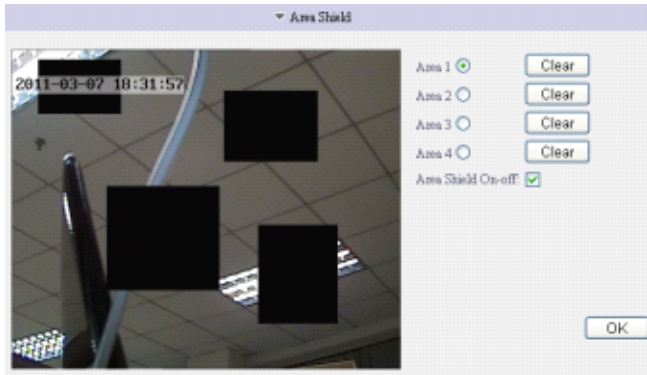 Area Shield
2011-03-07 18:31:57
Area 1 Clear
Area 2 Clear
Area 3 Clear
Area 4 Clear
Area Shield On-off
OK